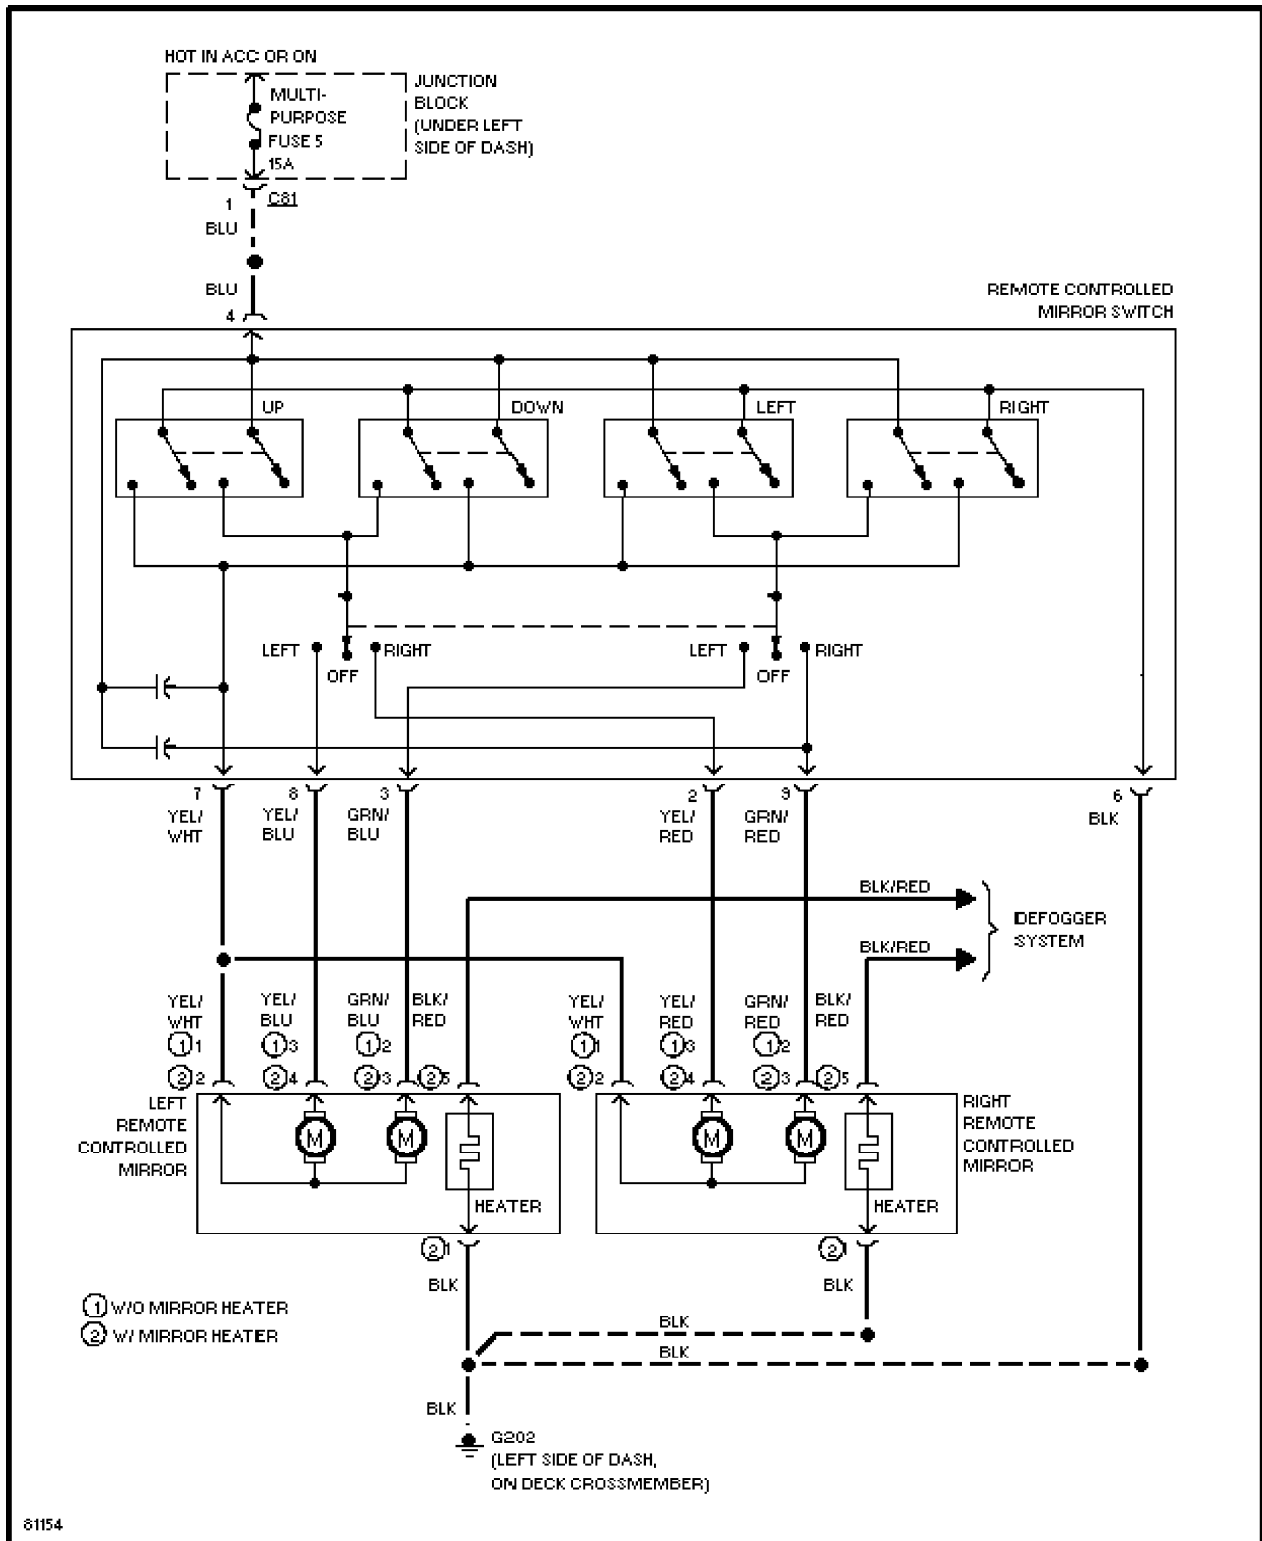 HOT IN ACC OR ON
JUNCTION
BLOCK
(UNDER LEFT
SIDE OF DASH)
MULTI-
PURPOSE
FUSE 5
15A
C81
1
BLU
BLU
4
REMOTE CONTROLLED
MIRROR SWITCH
UP
DOWN
LEFT
RIGHT
LEFT
OFF
RIGHT
LEFT
OFF
RIGHT
7
8
3
2
9
6
YEL/
WHT
YEL/
BLU
GRN/
BLU
YEL/
RED
GRN/
RED
BLK
BLK/RED
BLK/RED
DEFOGGER
SYSTEM
YEL/
WHT
YEL/
BLU
GRN/
BLU
BLK/
RED
YEL/
WHT
YEL/
RED
GRN/
RED
BLK/
RED
① 1
① 3
① 2
① 1
① 3
① 2
② 2
② 4
② 3
② 5
② 2
② 4
② 3
② 5
LEFT
REMOTE
CONTROLLED
MIRROR
M
M
HEATER
M
M
HEATER
RIGHT
REMOTE
CONTROLLED
MIRROR
② 1
② 1
BLK
BLK
① W/O MIRROR HEATER
② W/ MIRROR HEATER
BLK
BLK
BLK
G202
(LEFT SIDE OF DASH,
ON DECK CROSSMEMBER)
81154